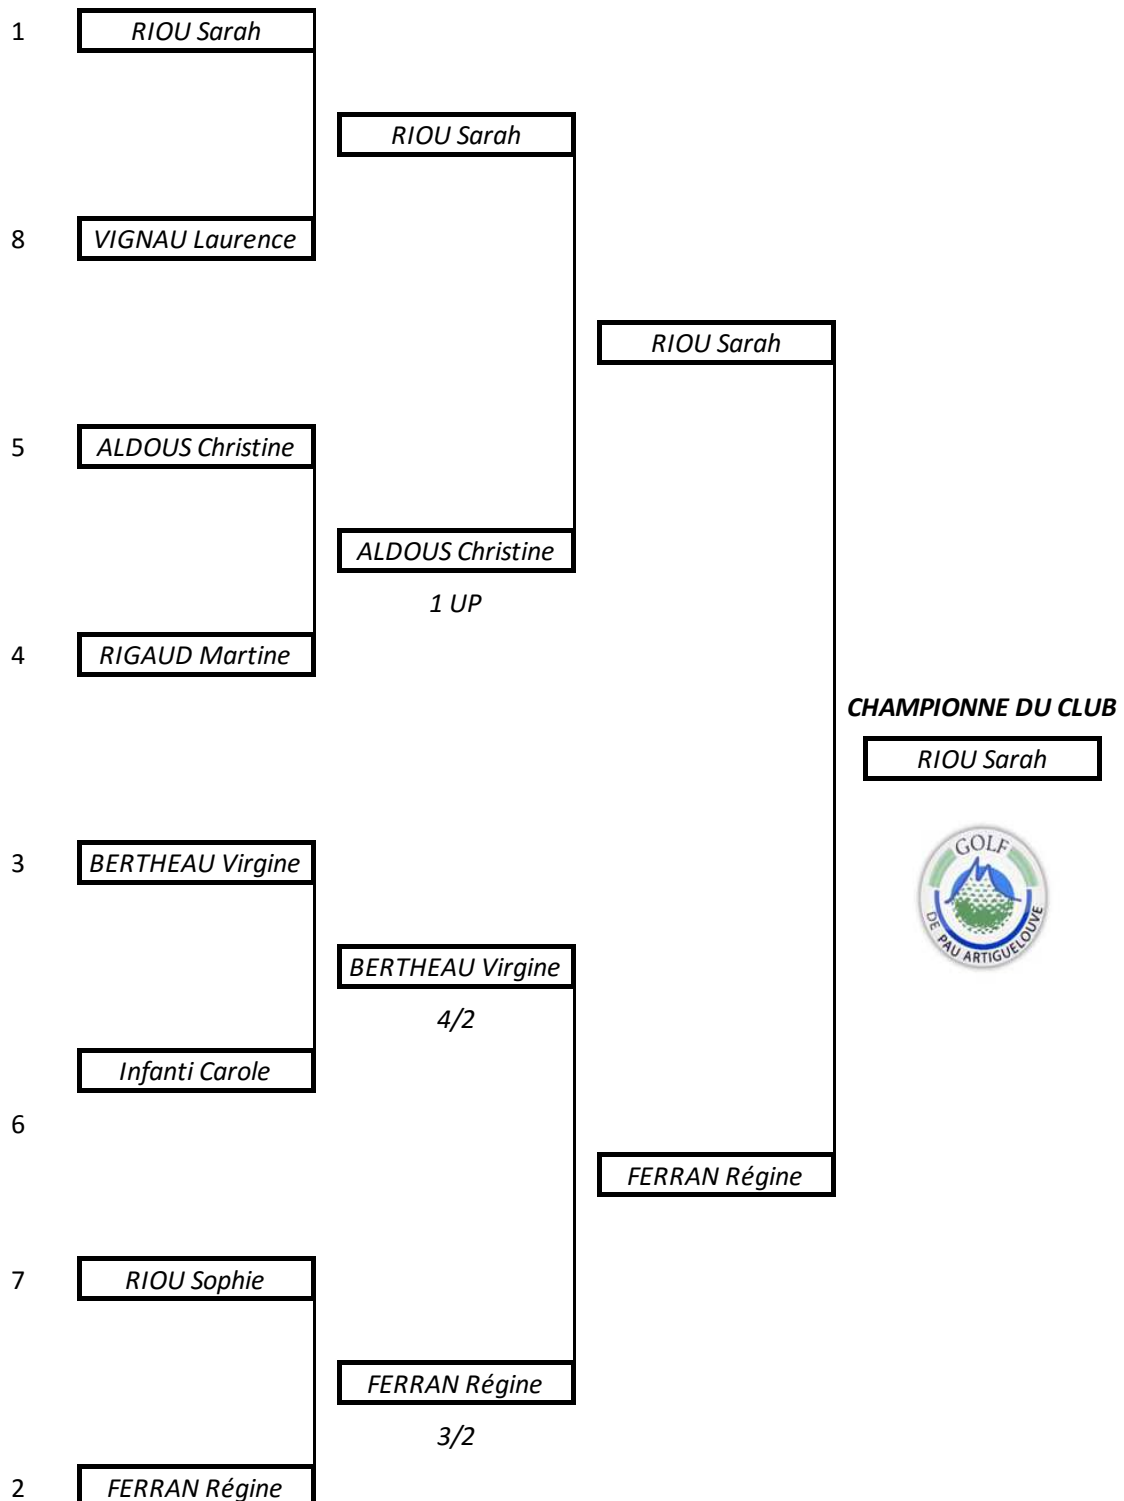 1 RIOU Sarah
RIOU Sarah
8 VIGNAU Laurence
RIOU Sarah
5 ALDOUS Christine
ALDOUS Christine
1 UP
4 RIGAUD Martine
CHAMPIONNE DU CLUB
RIOU Sarah
3 BERTHEAU Virgine
GOLF
DE PAU ARTIGUELOUVE
BERTHEAU Virgine
4/2
Infanti Carole
6
FERRAN Régine
7 RIOU Sophie
FERRAN Régine
3/2
2 FERRAN Régine